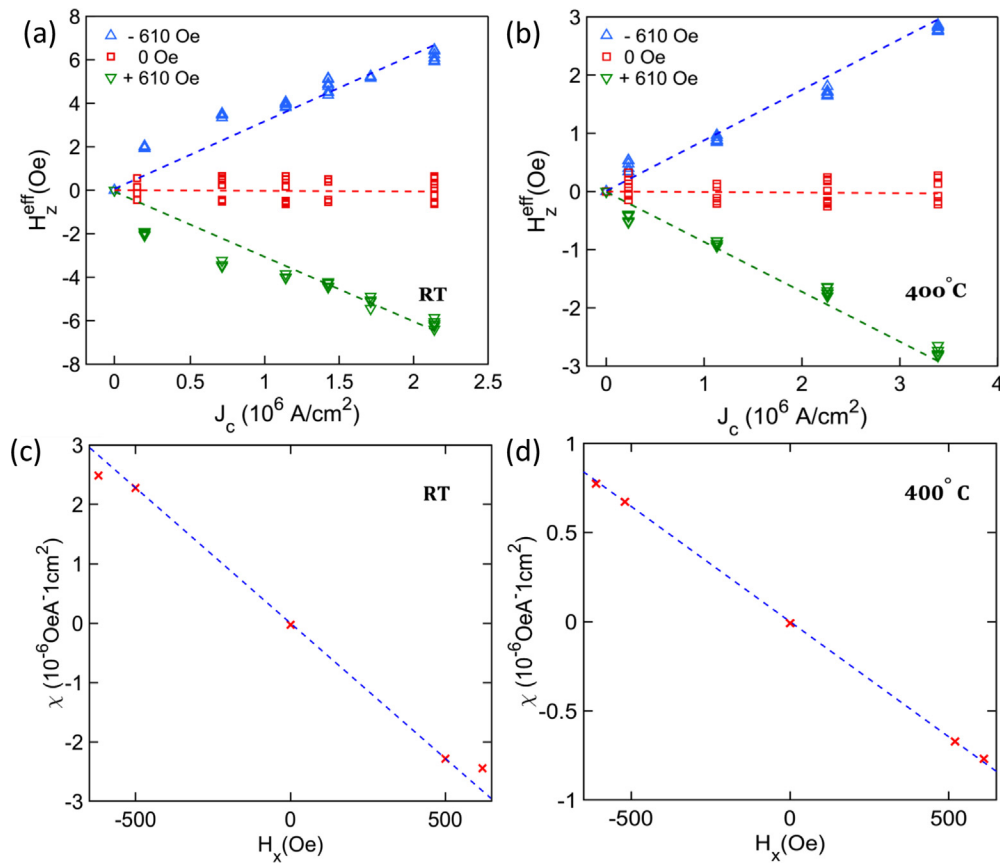 (a)
- 610 Oe
0 Oe
+ 610 Oe
H_z^eff(Oe)
8
6
4
2
0
-2
-4
-6
-8
RT
0 0.5 1 1.5 2 2.5
J_c (10^6 A/cm^2)
(b)
- 610 Oe
0 Oe
+ 610 Oe
H_z^eff(Oe)
3
2
1
0
-1
-2
-3
400°C
0 1 2 3 4
J_c (10^6 A/cm^2)
(c)
χ (10^-6OeA^-1cm^2)
3
2
1
0
-1
-2
-3
RT
-500 0 500
H_x(Oe)
(d)
χ (10^-6OeA^-1cm^2)
1
0.5
0
-0.5
-1
400°C
-500 0 500
H_x(Oe)